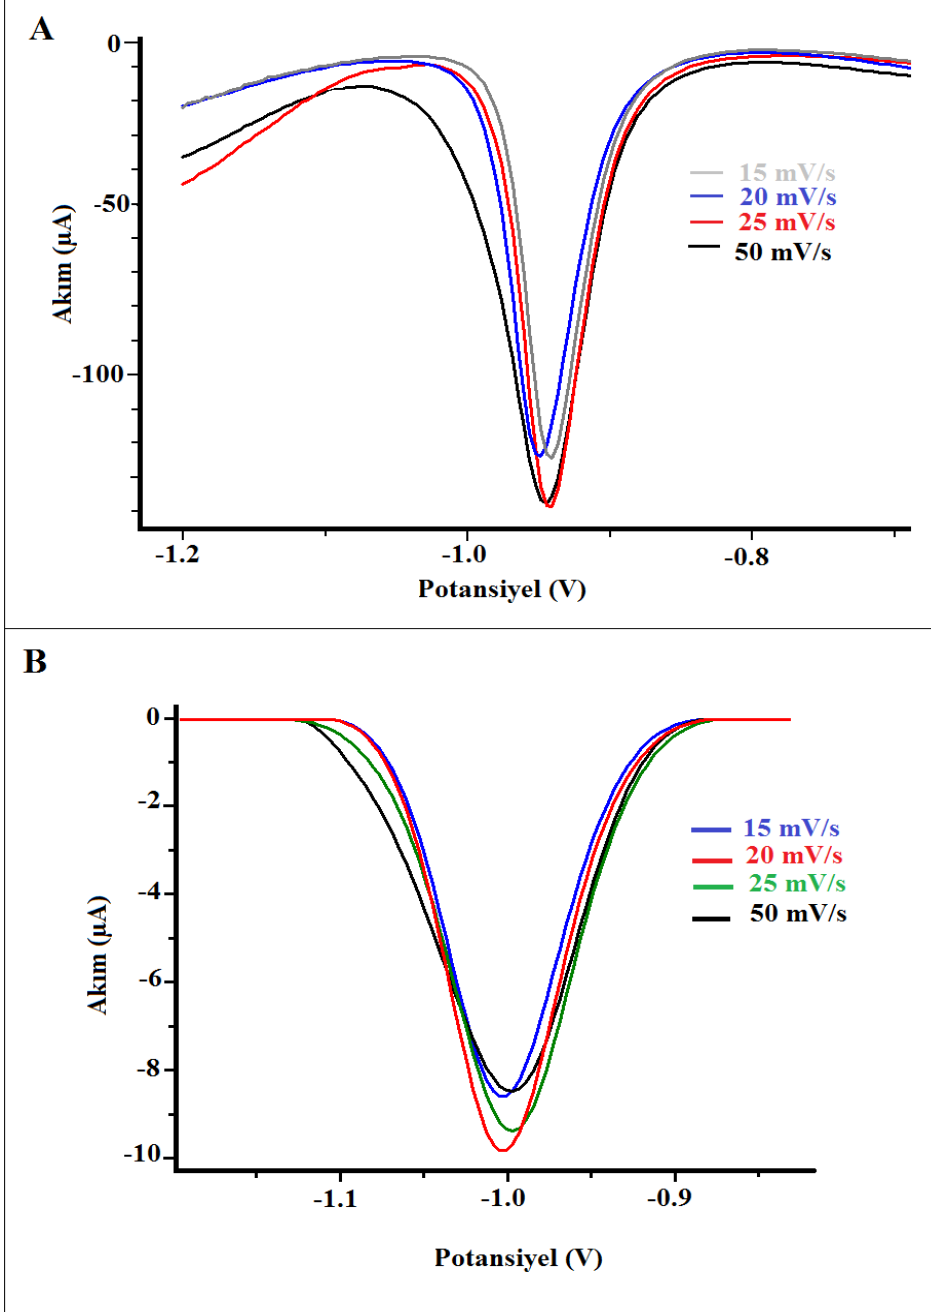 A
0
-50
-100
Akım (µA)
15 mV/s
20 mV/s
25 mV/s
50 mV/s
-1.2
-1.0
-0.8
Potansiyel (V)
B
0
-2
-4
-6
-8
-10
Akım (µA)
15 mV/s
20 mV/s
25 mV/s
50 mV/s
-1.1
-1.0
-0.9
Potansiyel (V)